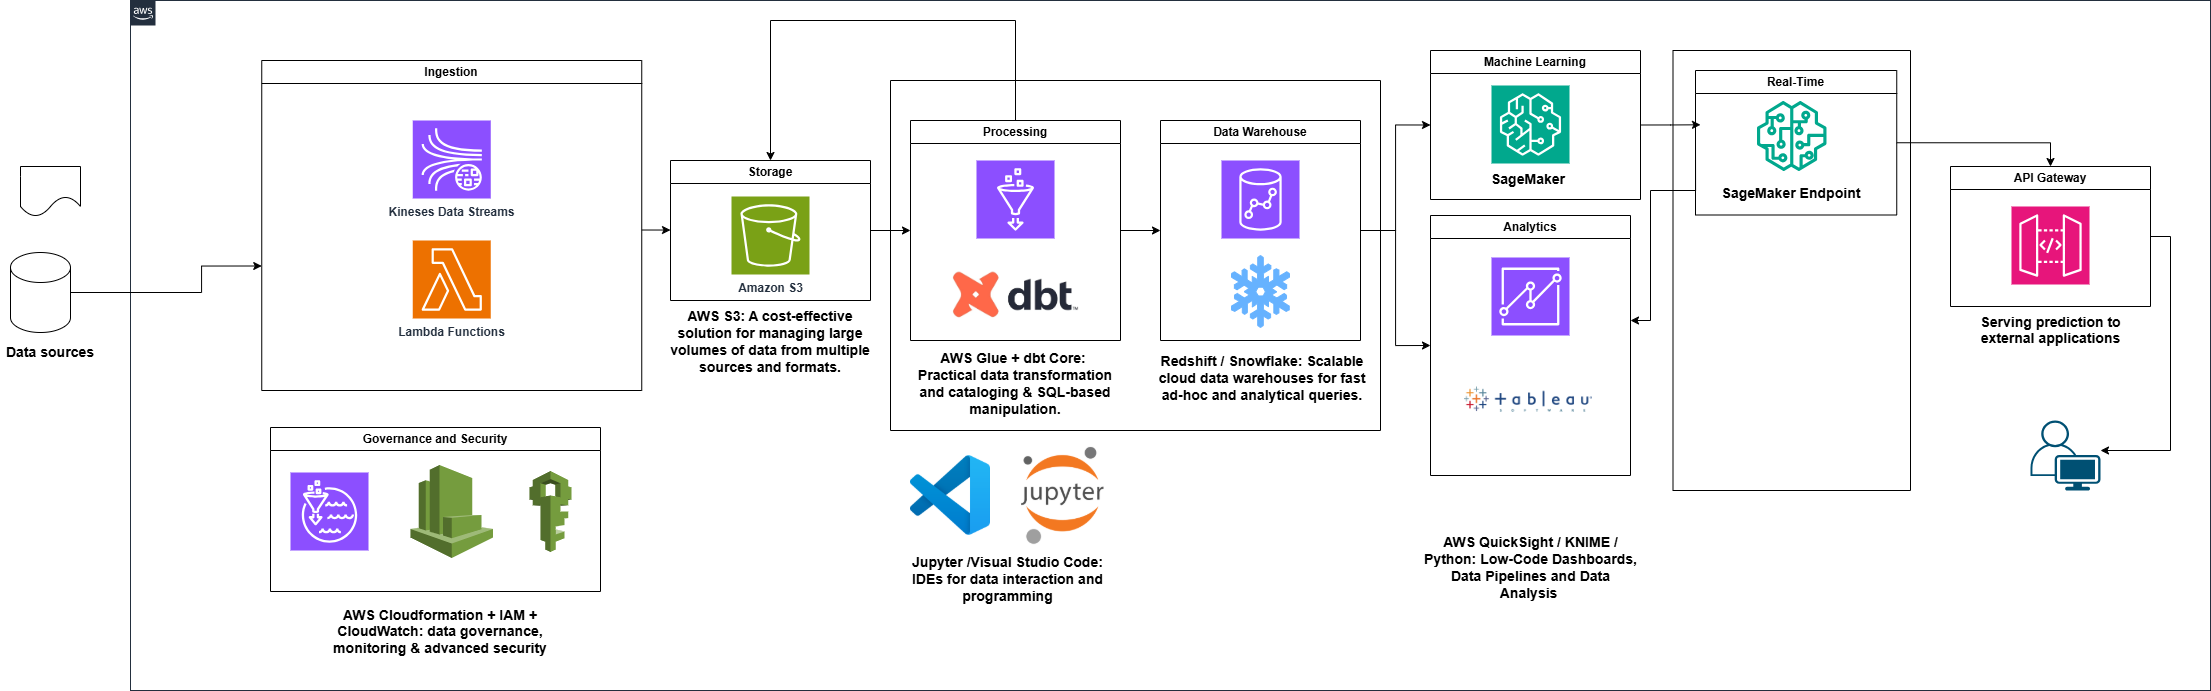 aws
Ingestion
Kineses Data Streams
Lambda Functions
Data sources
Storage
Amazon S3
AWS S3: A cost-effective
solution for managing large
volumes of data from multiple
sources and formats.
Processing
dbt
TM
AWS Glue + dbt Core:
Practical data transformation
and cataloging & SQL-based
manipulation.
Data Warehouse
Redshift / Snowflake: Scalable
cloud data warehouses for fast
ad-hoc and analytical queries.
Machine Learning
SageMaker
Analytics
tableau
SOFTWARE
Real-Time
SageMaker Endpoint
API Gateway
Serving prediction to
external applications
Governance and Security
AWS Cloudformation + IAM +
CloudWatch: data governance,
monitoring & advanced security
jupyter
Jupyter /Visual Studio Code:
IDEs for data interaction and
programming
AWS QuickSight / KNIME /
Python: Low-Code Dashboards,
Data Pipelines and Data
Analysis